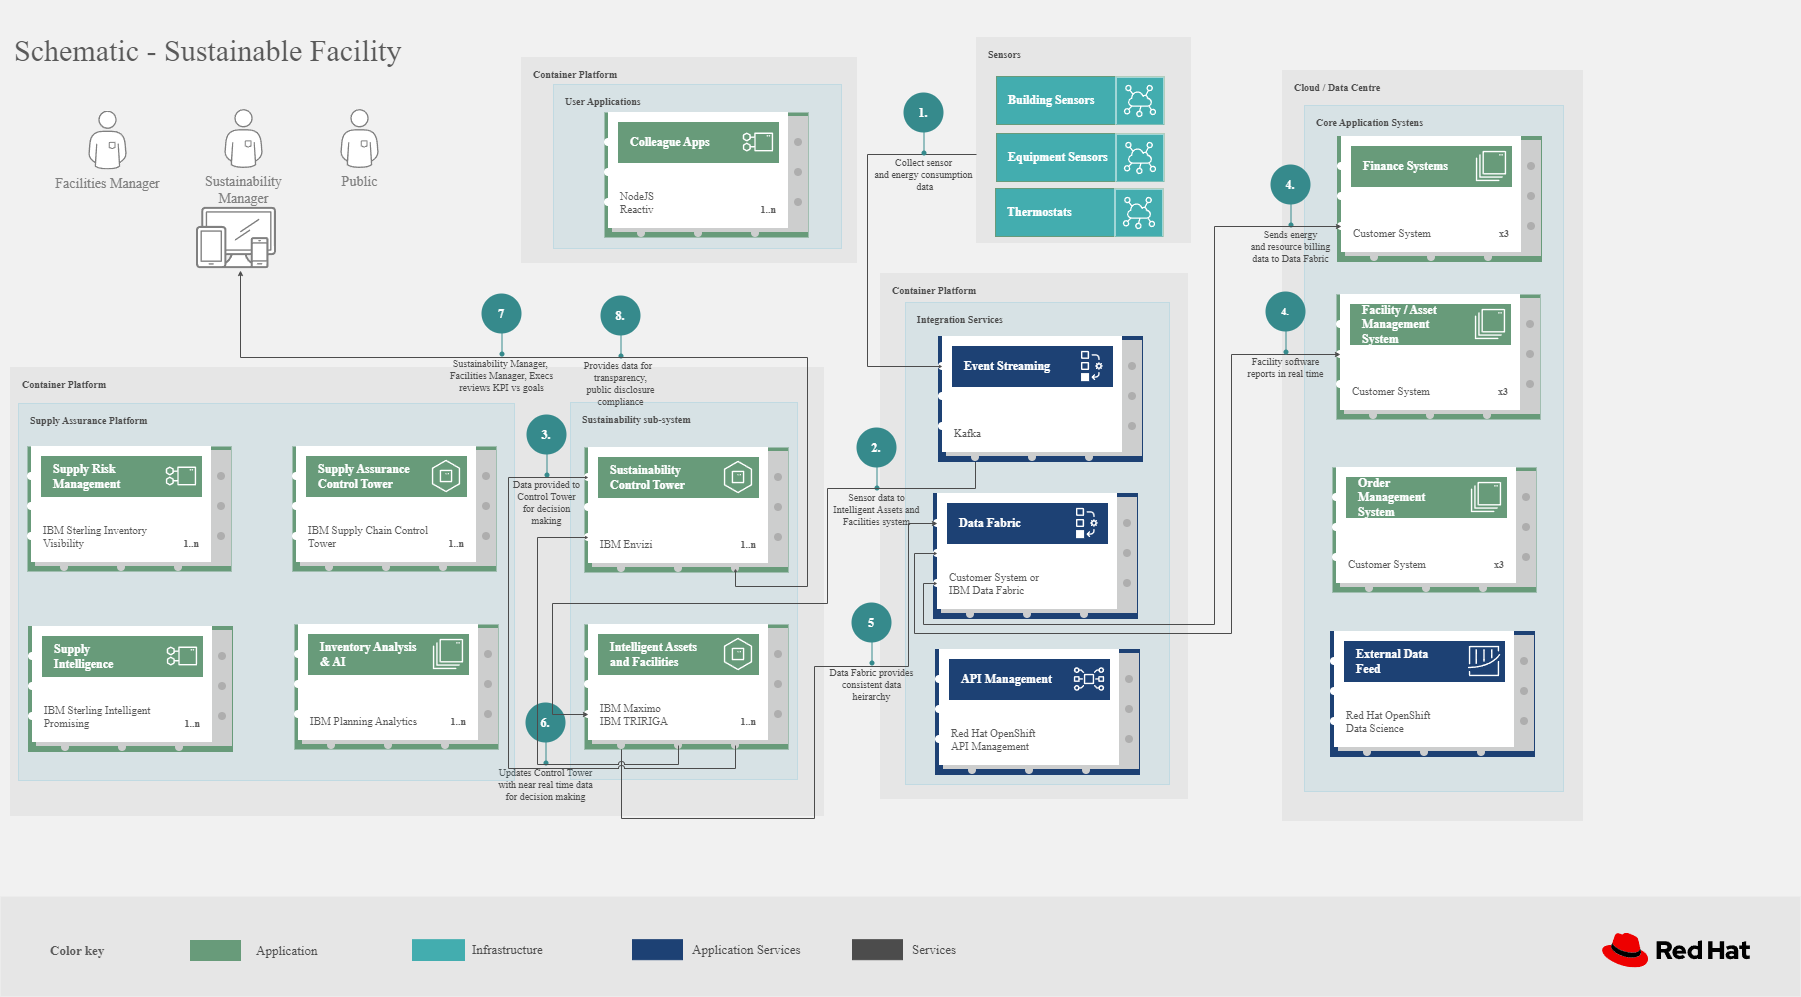 Schematic - Sustainable Facility
Facilities Manager
Sustainability
Manager
Public
Container Platform
User Applications
Colleague Apps
NodeJS
Reactiv
1..n
1.
Collect sensor
and energy consumption
data
Sensors
Building Sensors
Equipment Sensors
Thermostats
Cloud / Data Centre
Core Application Systens
Finance Systems
Customer System
x3
4.
Sends energy
and resource billing
data to Data Fabric
Facility / Asset
Management
System
Customer System
x3
4.
Facility software
reports in real time
Order
Management
System
Customer System
x3
External Data
Feed
Red Hat OpenShift
Data Science
7
Sustainability Manager,
Facilities Manager, Execs
reviews KPI vs goals
8.
Provides data for
transparency,
public disclosure
compliance
Container Platform
Supply Assurance Platform
Supply Risk
Management
IBM Sterling Inventory
Visibility
1..n
Supply Assurance
Control Tower
IBM Supply Chain Control
Tower
1..n
Supply
Intelligence
IBM Sterling Intelligent
Promising
1..n
Inventory Analysis
& AI
IBM Planning Analytics
1..n
3.
Data provided to
Control Tower
for decision
making
Sustainability sub-system
Sustainability
Control Tower
IBM Envizi
1..n
Intelligent Assets
and Facilities
IBM Maximo
IBM TRIRIGA
1..n
6.
Updates Control Tower
with near real time data
for decision making
2.
Sensor data to
Intelligent Assets and
Facilities system
5
Data Fabric provides
consistent data
heirarchy
Container Platform
Integration Services
Event Streaming
Kafka
Data Fabric
Customer System or
IBM Data Fabric
API Management
Red Hat OpenShift
API Management
Color key
Application
Infrastructure
Application Services
Services
Red Hat